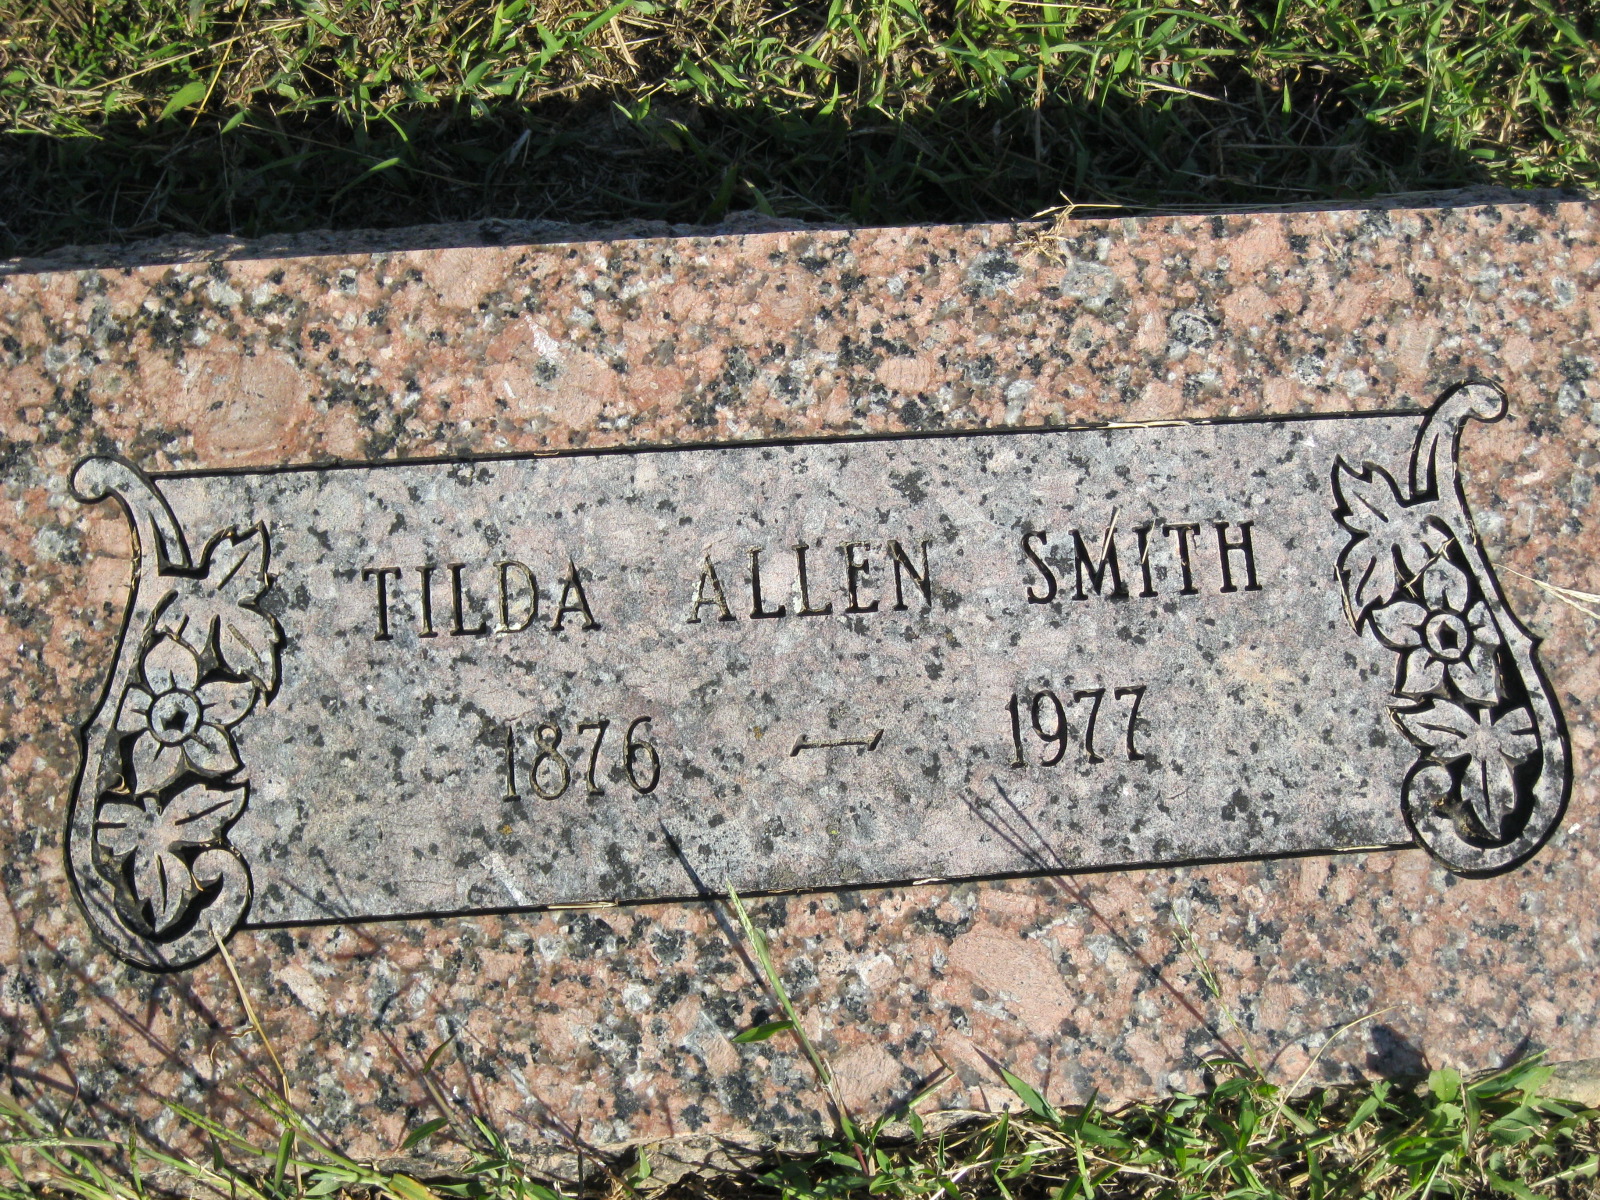 TILDA ALLEN SMITH
1876 — 1977